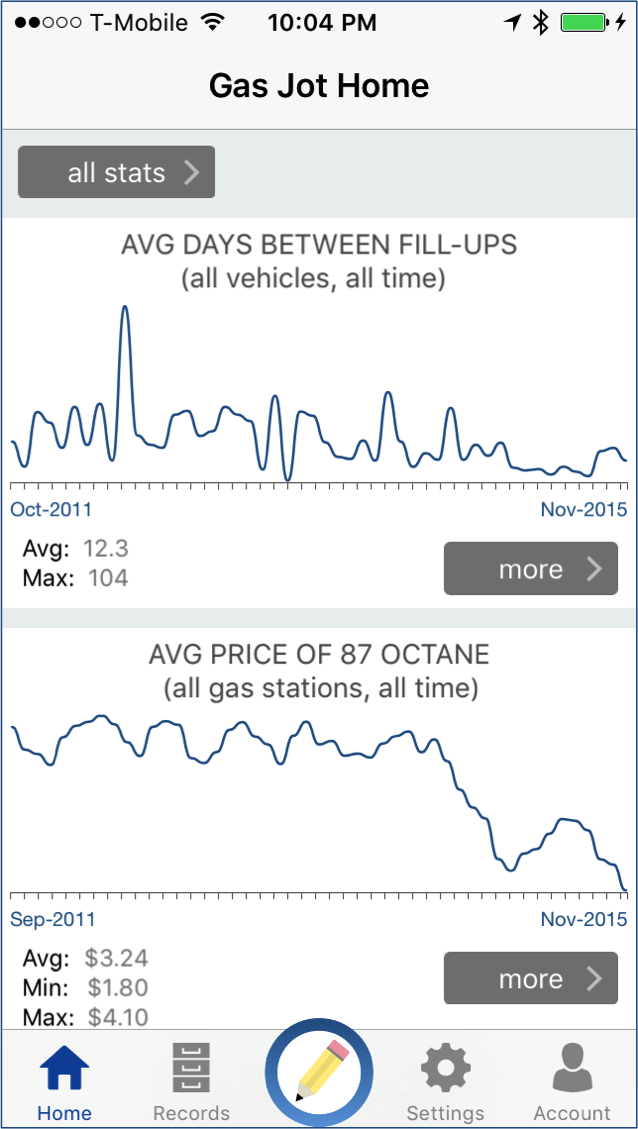 T-Mobile 10:04 PM
Gas Jot Home
all stats
AVG DAYS BETWEEN FILL-UPS
(all vehicles, all time)
Oct-2011 Nov-2015
Avg: 12.3
Max: 104
more
AVG PRICE OF 87 OCTANE
(all gas stations, all time)
Sep-2011 Nov-2015
Avg: $3.24
Min: $1.80
Max: $4.10
more
Home Records Settings Account